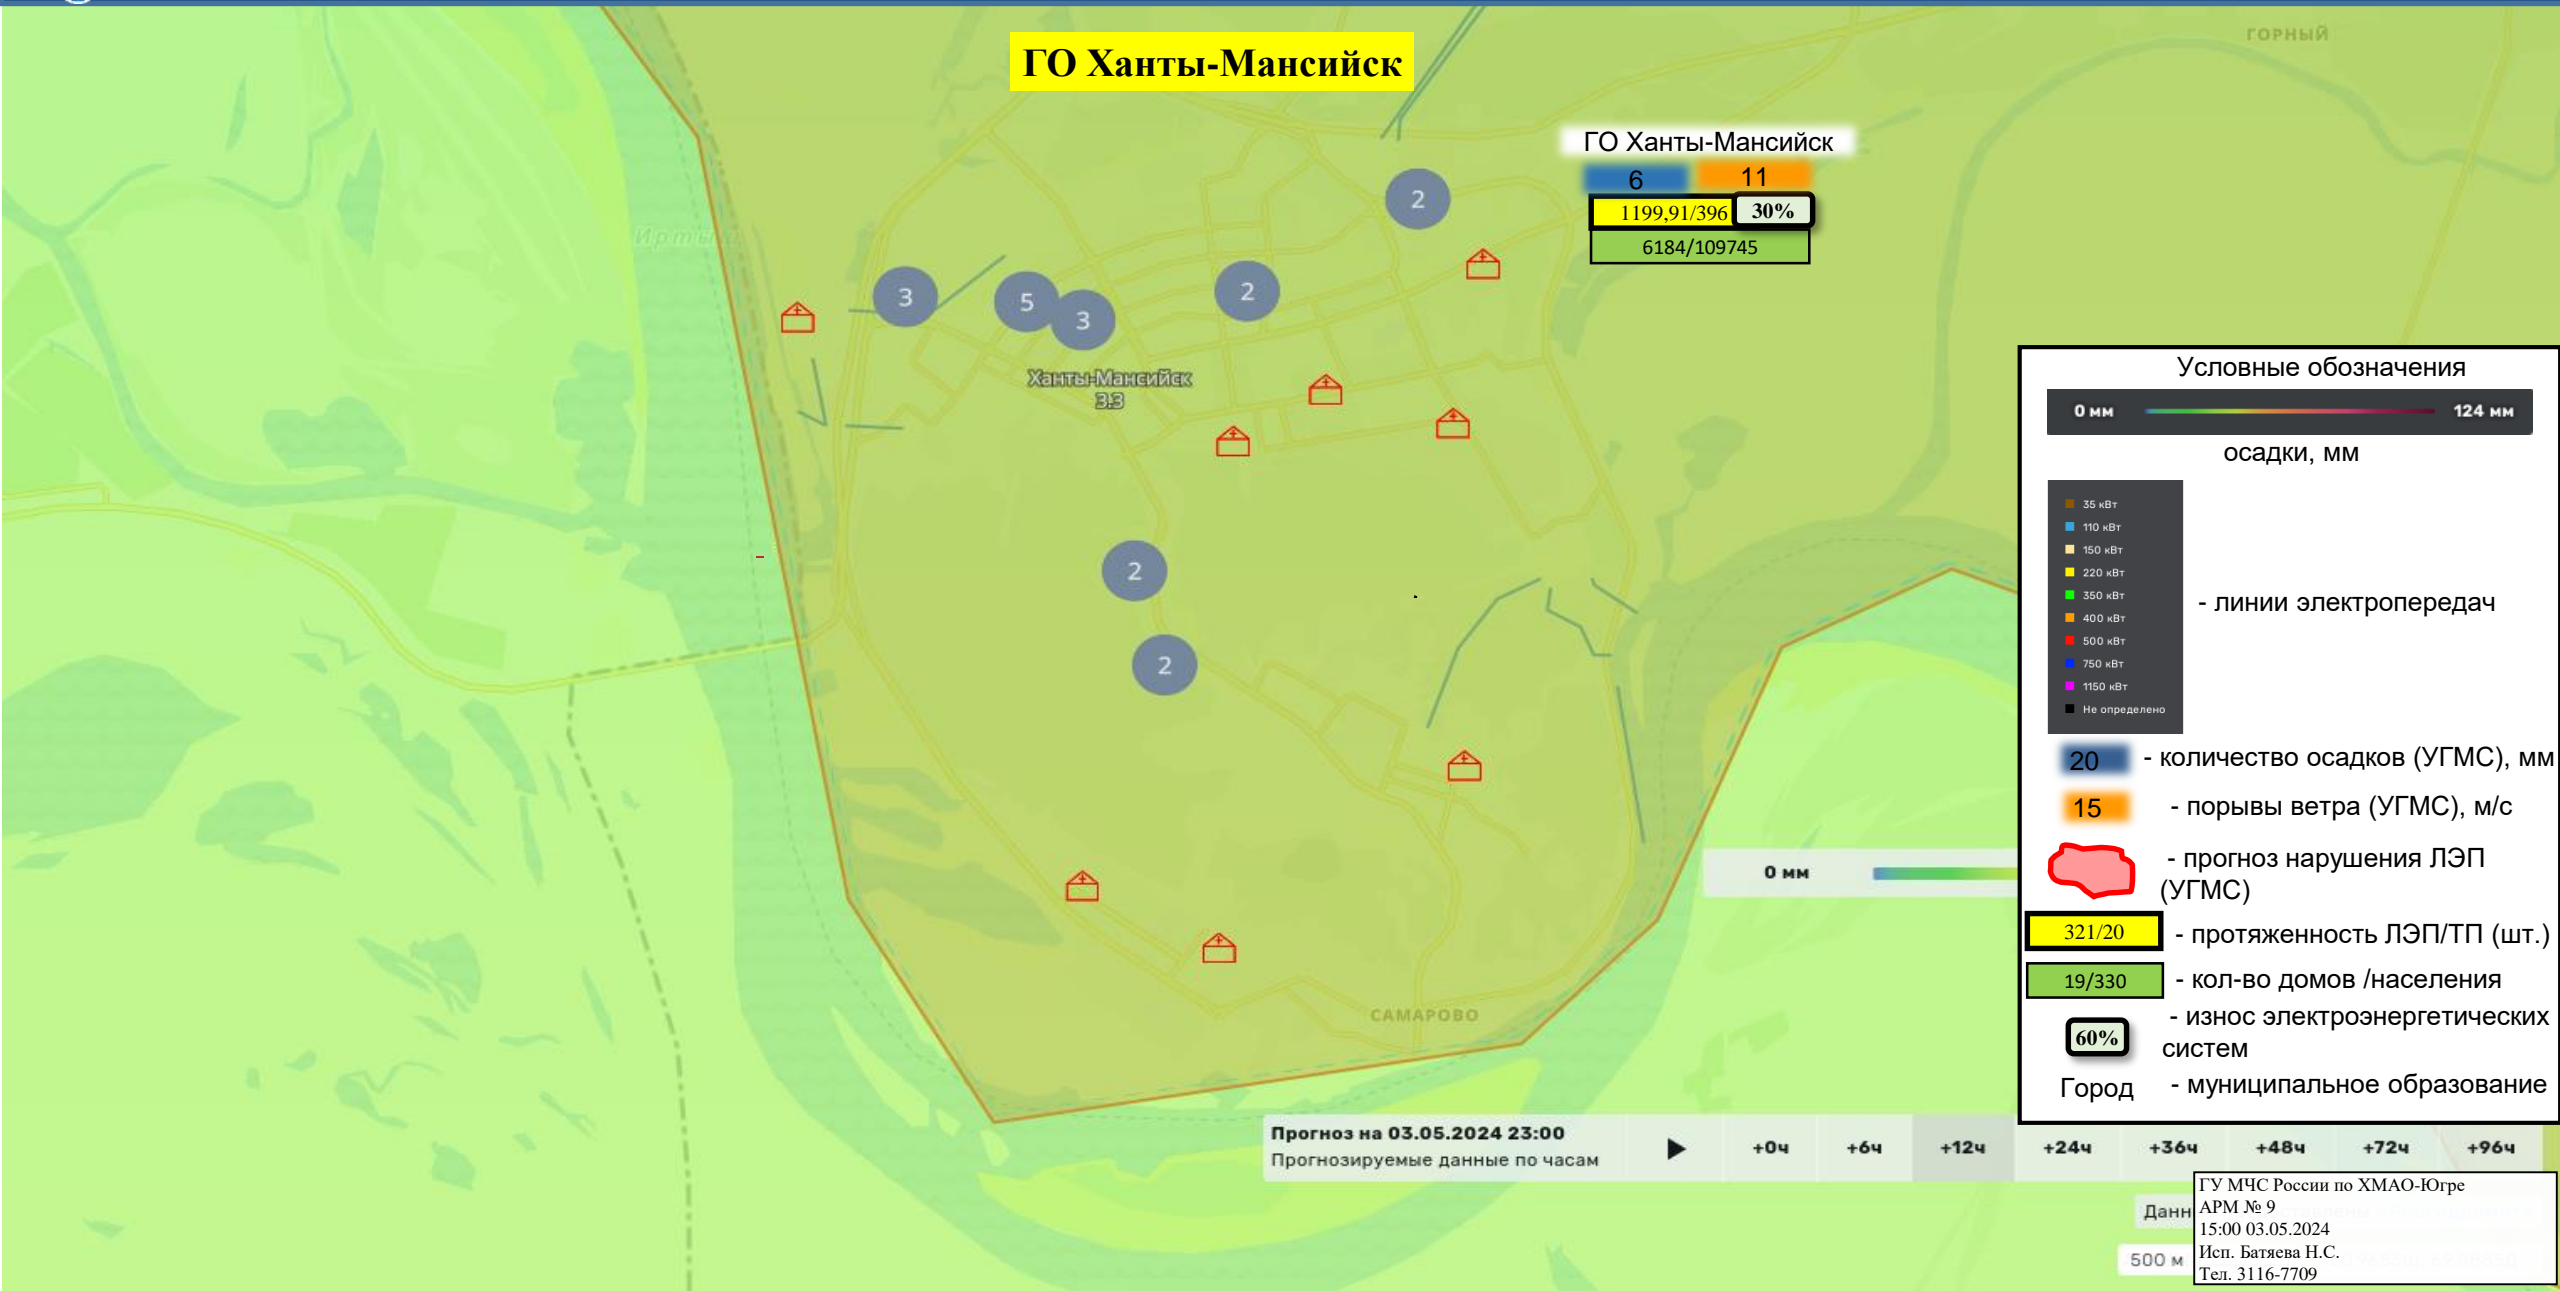 ГО Ханты-Мансийск
ГОРНЫЙ
ГО Ханты-Мансийск
6 11
1199,91/396 30%
6184/109745
2
3
5
3
2
Ханты-Мансийск
3.3
2
2
САМАРОВО
0 мм
Условные обозначения
0 мм 124 мм
осадки, мм
35 кВт
110 кВт
150 кВт
220 кВт
350 кВт
400 кВт
500 кВт
750 кВт
1150 кВт
Не определено
- линии электропередач
20 - количество осадков (УГМС), мм
15 - порывы ветра (УГМС), м/с
- прогноз нарушения ЛЭП
(УГМС)
321/20 - протяженность ЛЭП/ТП (шт.)
19/330 - кол-во домов /населения
60% - износ электроэнергетических
систем
Город - муниципальное образование
Прогноз на 03.05.2024 23:00
Прогнозируемые данные по часам
+0ч +6ч +12ч +24ч +36ч +48ч +72ч +96ч
500 м
ГУ МЧС России по ХМАО-Югре
АРМ № 9
15:00 03.05.2024
Исп. Батяева Н.С.
Тел. 3116-7709